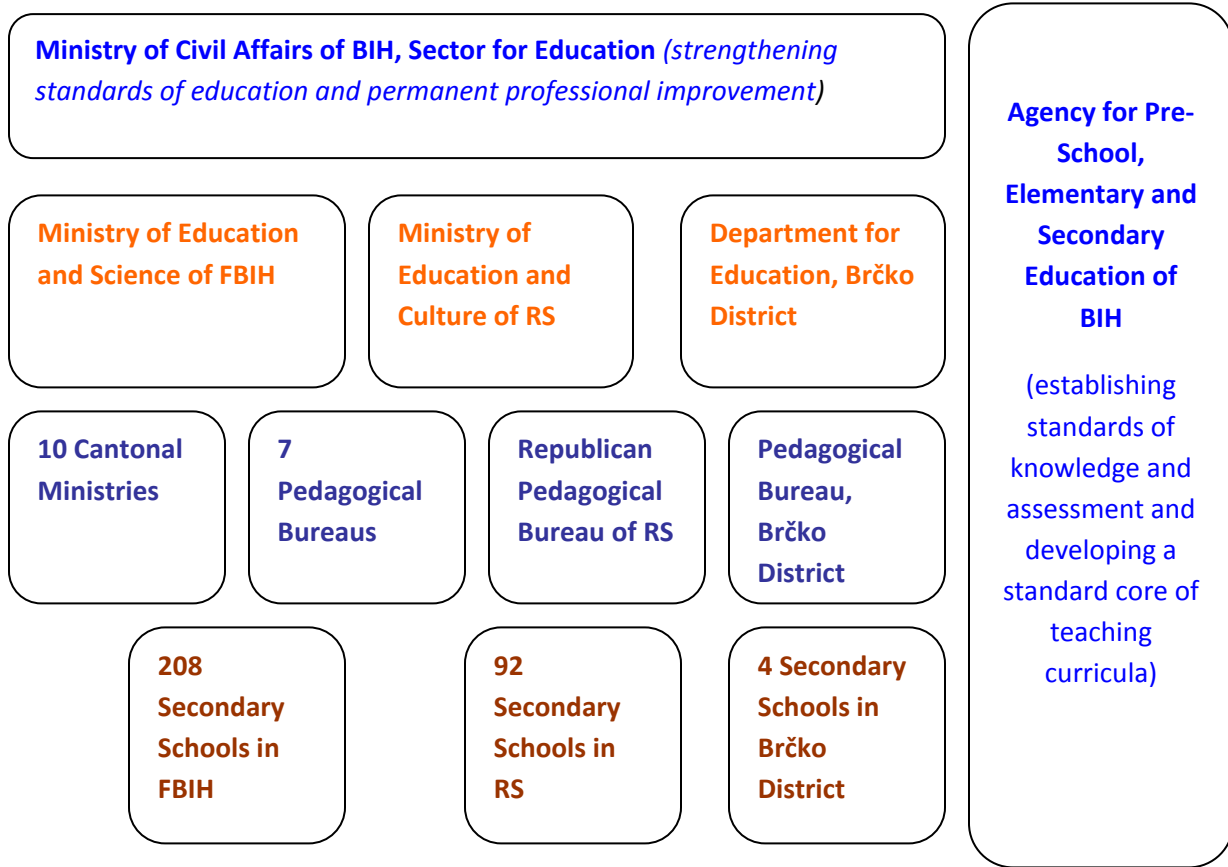 Ministry of Civil Affairs of BIH, Sector for Education (strengthening
standards of education and permanent professional improvement)
Ministry of Education
and Science of FBIH
Ministry of
Education and
Culture of RS
Department for
Education, Brčko
District
10 Cantonal
Ministries
7
Pedagogical
Bureaus
Republican
Pedagogical
Bureau of RS
Pedagogical
Bureau,
Brčko
District
208
Secondary
Schools in
FBIH
92
Secondary
Schools in
RS
4 Secondary
Schools in
Brčko
District
Agency for Pre-
School,
Elementary and
Secondary
Education of
BIH
(establishing
standards of
knowledge and
assessment and
developing a
standard core of
teaching
curricula)